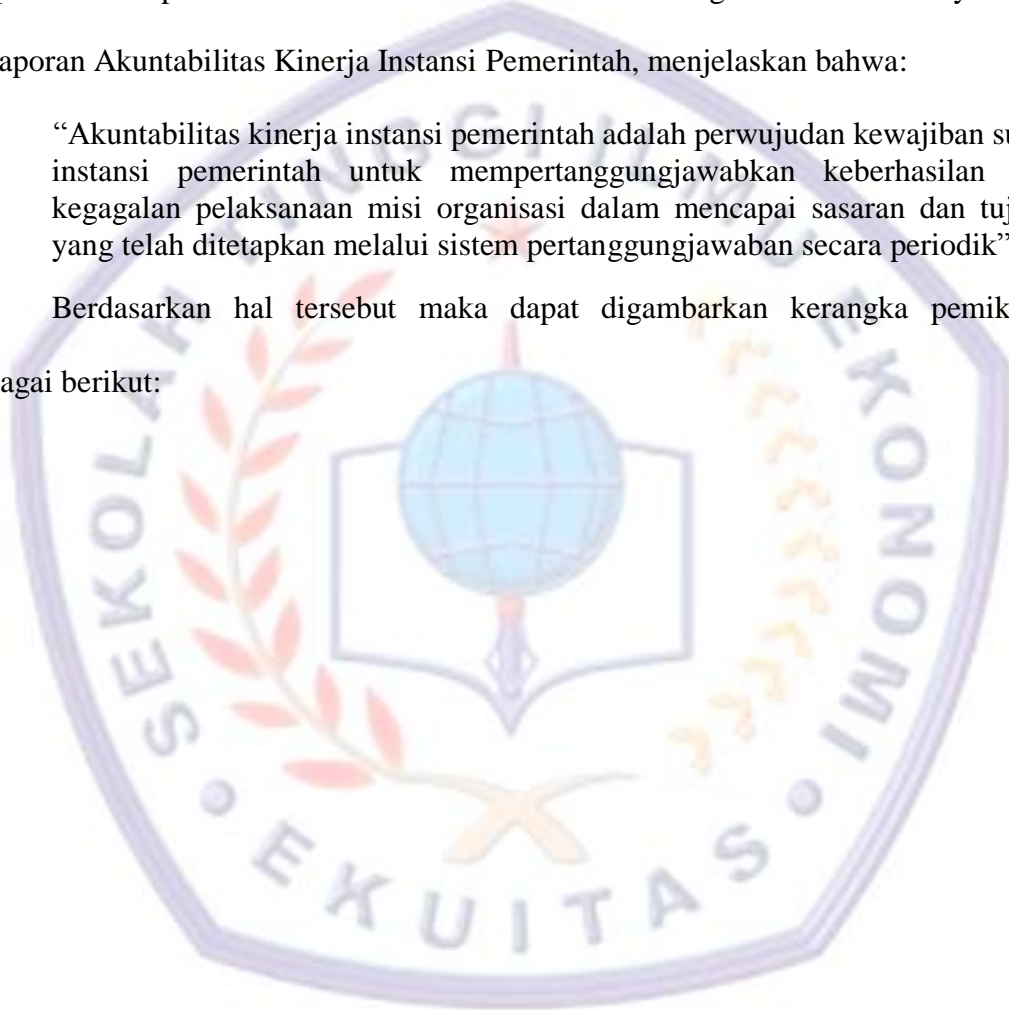 aporan Akuntabilitas Kinerja Instansi Pemerintah, menjelaskan bahwa:
“Akuntabilitas kinerja instansi pemerintah adalah perwujudan kewajiban su
instansi pemerintah untuk mempertanggungjawabkan keberhasilan
kegagalan pelaksanaan misi organisasi dalam mencapai sasaran dan tuj
yang telah ditetapkan melalui sistem pertanggungjawaban secara periodik”
Berdasarkan hal tersebut maka dapat digambarkan kerangka pemik
agai berikut:
SEKOLAH TINGGI ILMU EKONOMI
EKUITAS